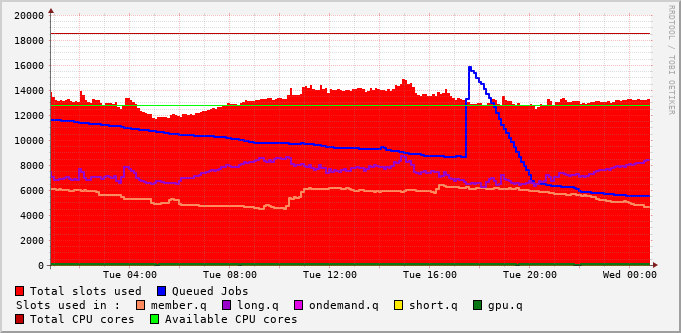 20000
18000
16000
14000
12000
10000
8000
6000
4000
2000
0
Tue 04:00 Tue 08:00 Tue 12:00 Tue 16:00 Tue 20:00 Wed 00:00
Total slots used Queued Jobs
Slots used in : member.q long.q ondemand.q short.q gpu.q
Total CPU cores Available CPU cores
RRDTOOL / TOBI OETIKER